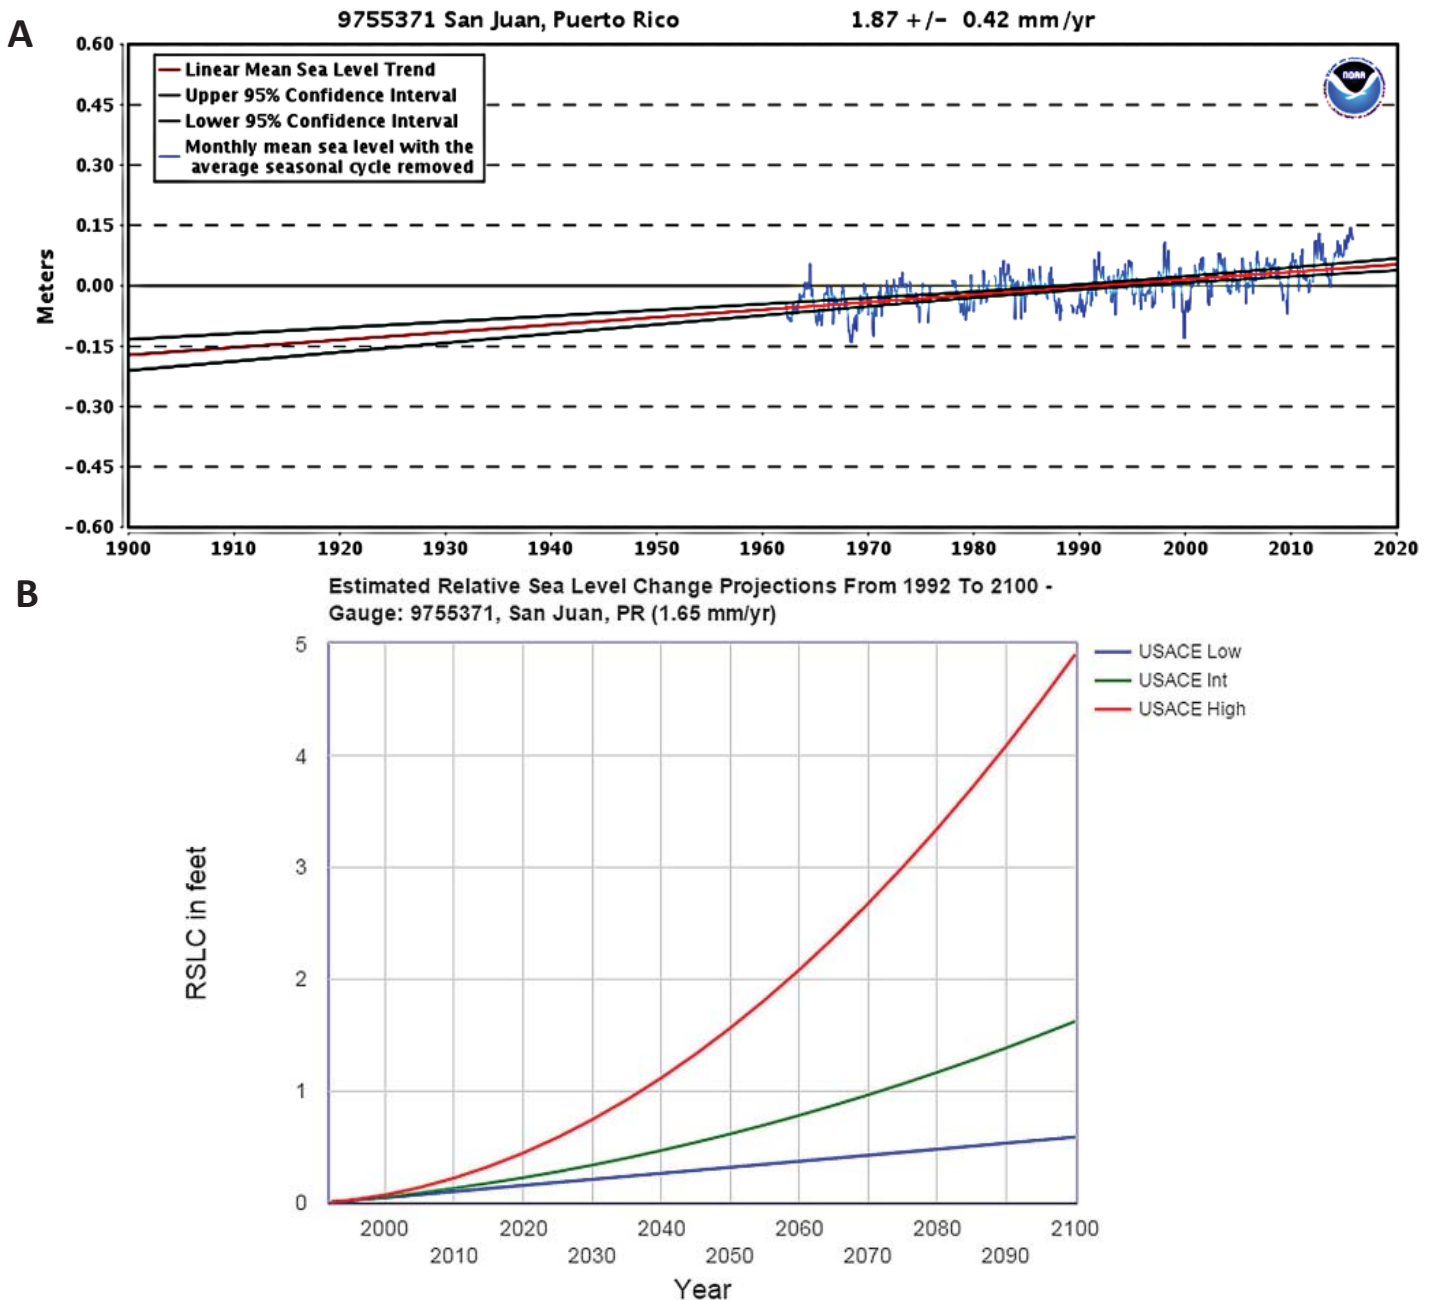 A
9755371 San Juan, Puerto Rico 1.87 +/- 0.42 mm/yr
0.60
0.45
0.30
0.15
0.00
-0.15
-0.30
-0.45
-0.60
Meters
Linear Mean Sea Level Trend
Upper 95% Confidence Interval
Lower 95% Confidence Interval
Monthly mean sea level with the
average seasonal cycle removed
NOAA
1900 1910 1920 1930 1940 1950 1960 1970 1980 1990 2000 2010 2020
B
Estimated Relative Sea Level Change Projections From 1992 To 2100 -
Gauge: 9755371, San Juan, PR (1.65 mm/yr)
5
4
3
2
1
0
RSLC in feet
USACE Low
USACE Int
USACE High
2000 2020 2040 2060 2080 2100
2010 2030 2050 2070 2090
Year